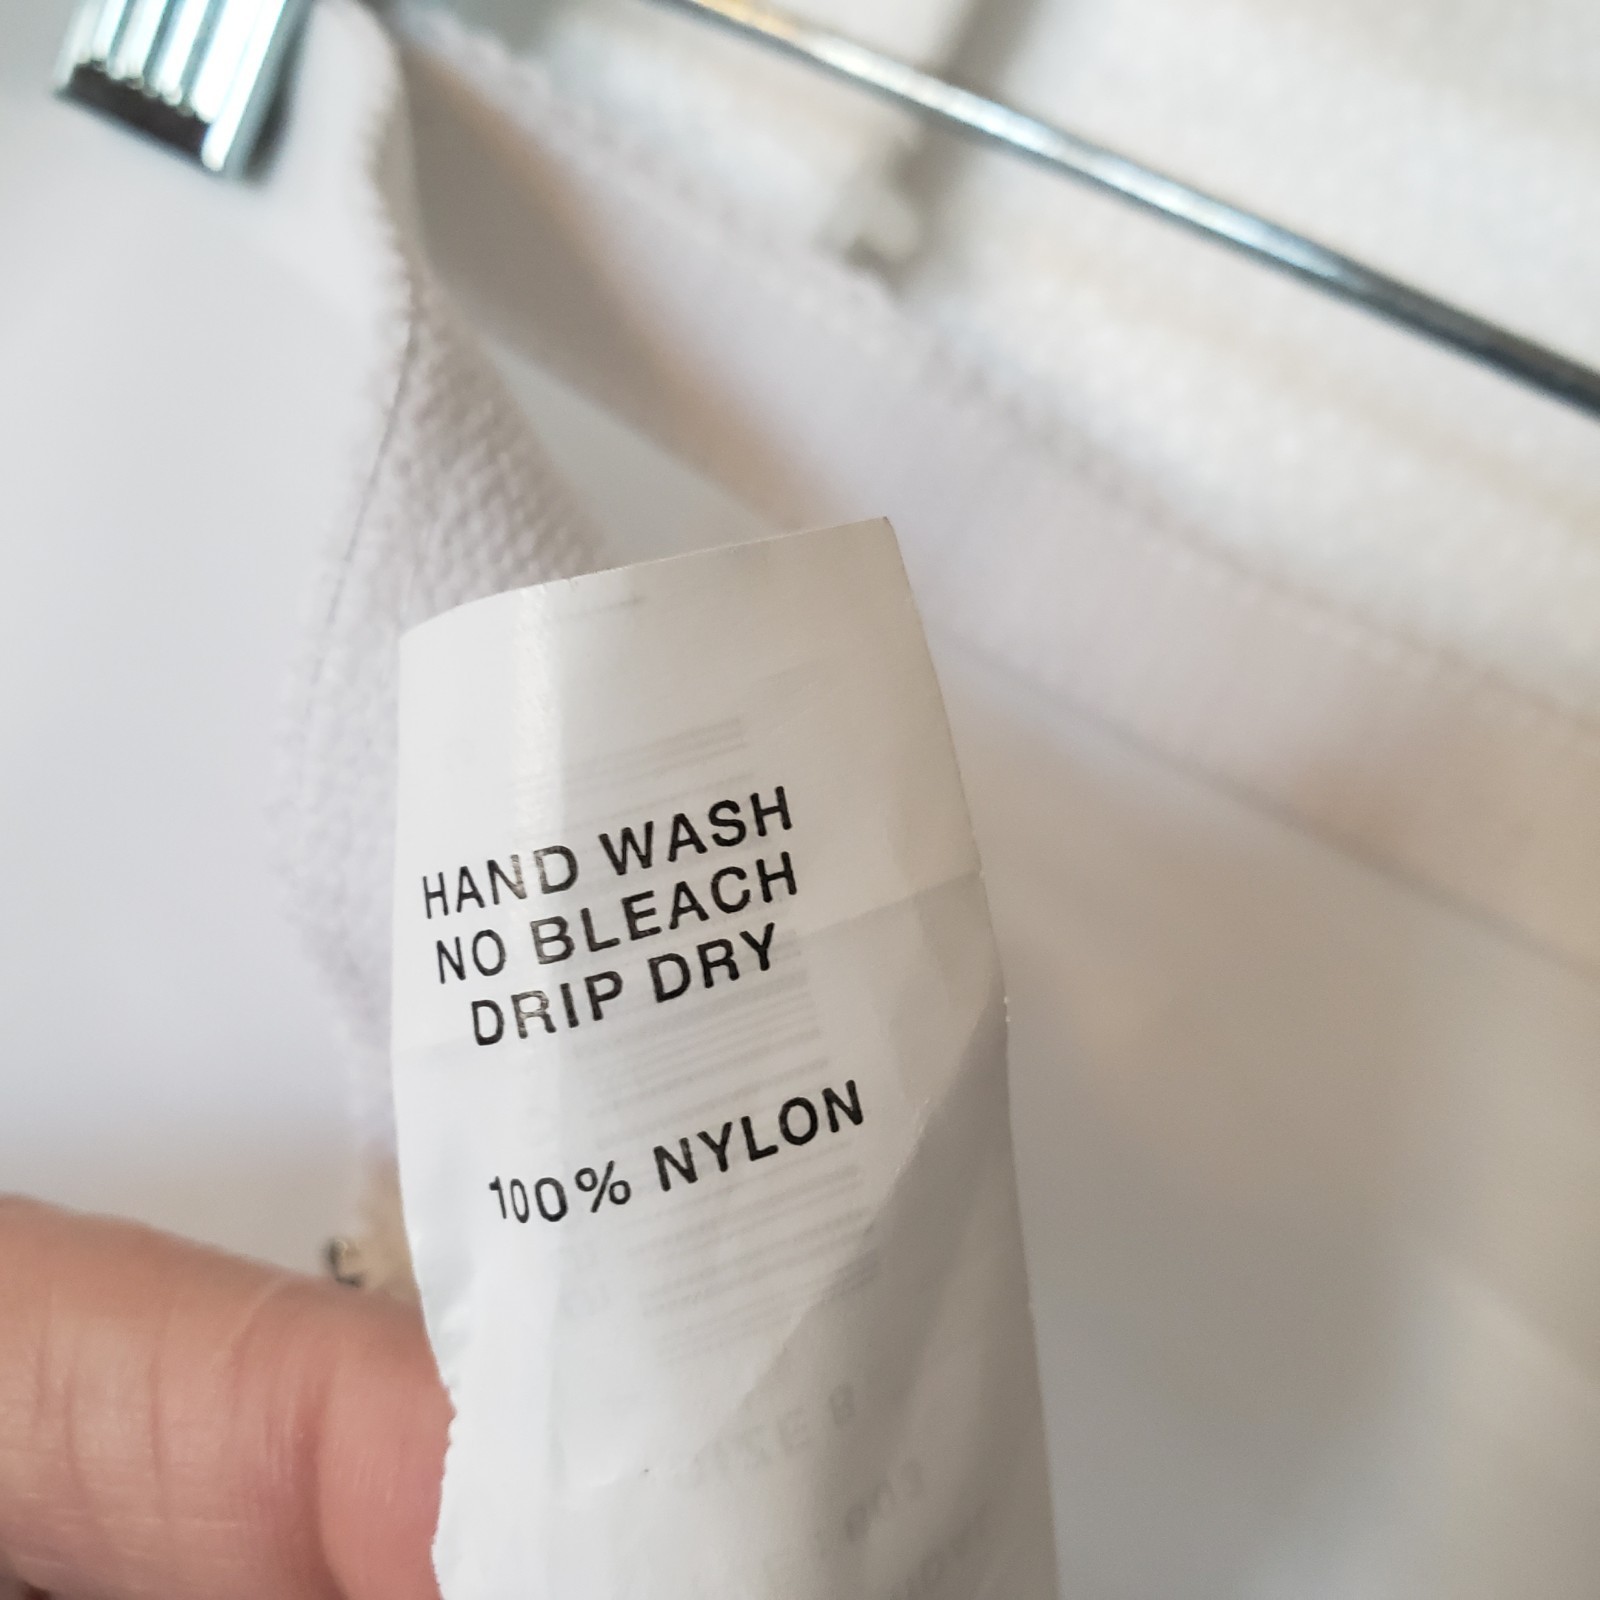 HAND WASH
NO BLEACH
DRIP DRY
100% NYLON